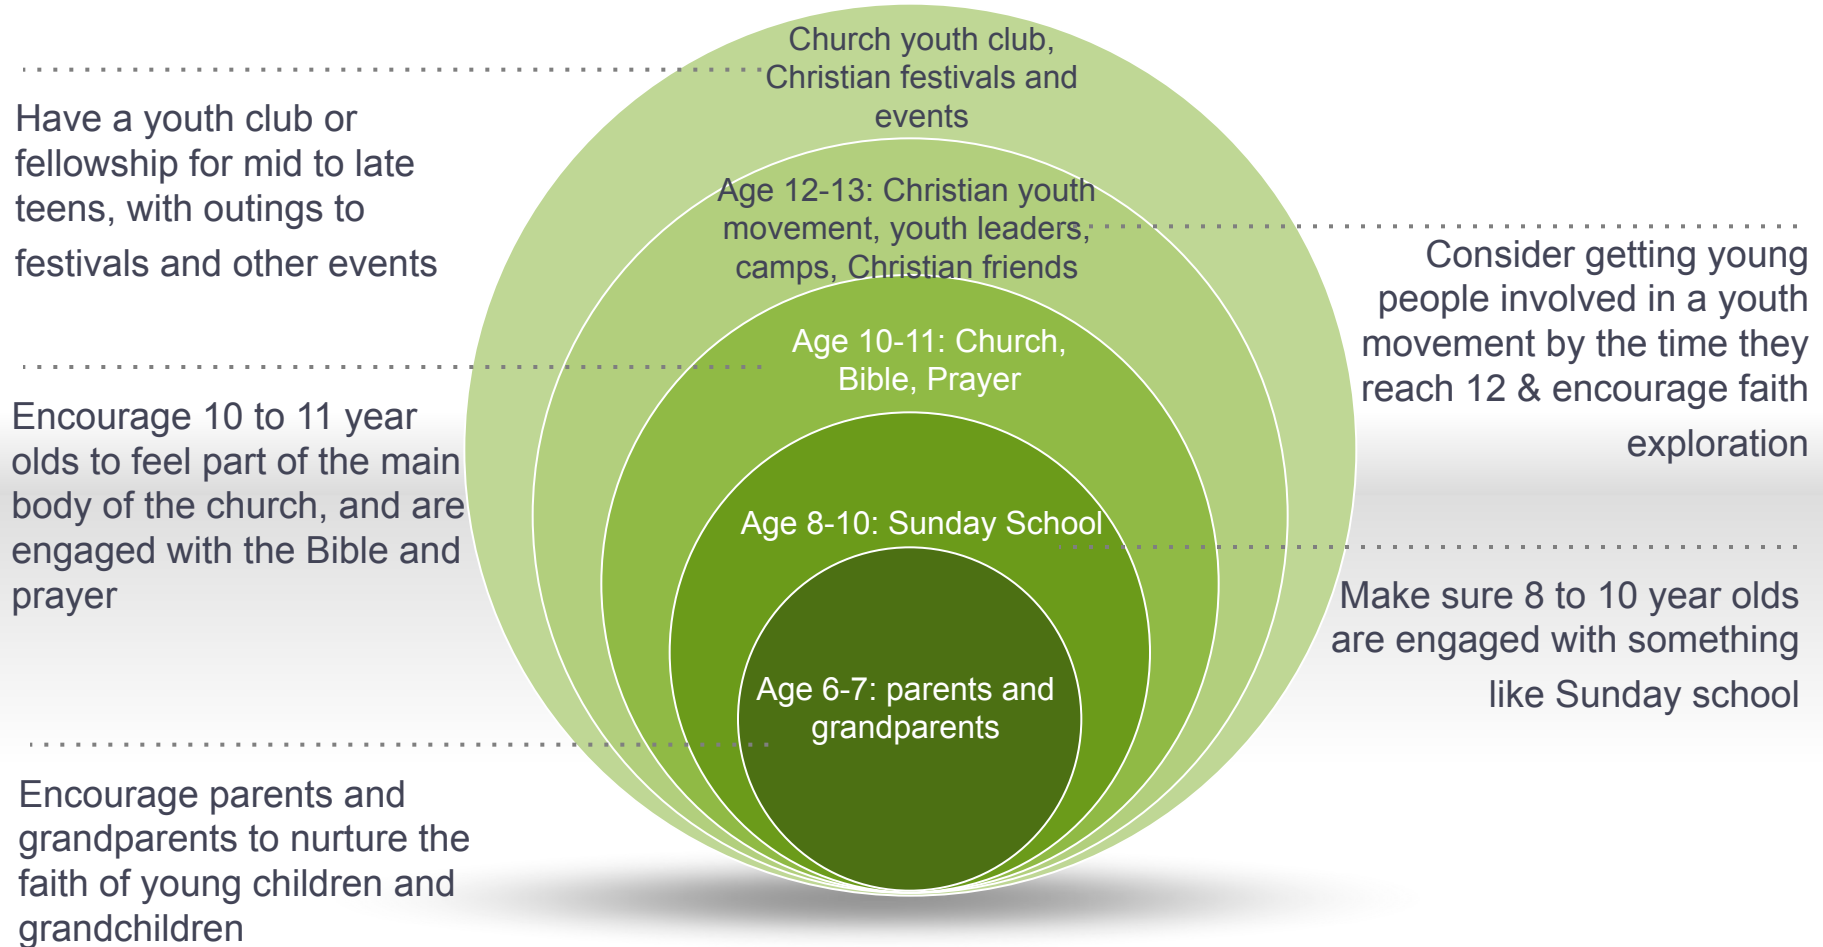 Church youth club,
Christian festivals and
events
Have a youth club or
fellowship for mid to late
teens, with outings to
festivals and other events
Age 12-13: Christian youth
movement, youth leaders,
camps, Christian friends
Consider getting young
people involved in a youth
movement by the time they
reach 12 & encourage faith
exploration
Age 10-11: Church,
Bible, Prayer
Encourage 10 to 11 year
olds to feel part of the main
body of the church, and are
engaged with the Bible and
prayer
Age 8-10: Sunday School
Make sure 8 to 10 year olds
are engaged with something
like Sunday school
Age 6-7: parents and
grandparents
Encourage parents and
grandparents to nurture the
faith of young children and
grandchildren